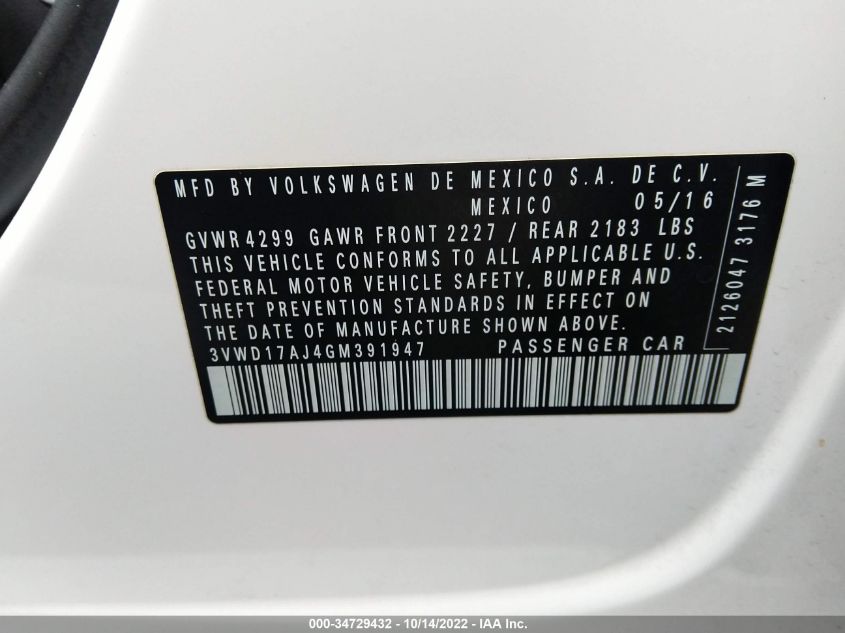 MFD BY VOLKSWAGEN DE MEXICO S.A. DE C.V.
MEXICO 05/16
GVWR 4299 GAWR FRONT 2227 / REAR 2183 LBS
THIS VEHICLE CONFORMS TO ALL APPLICABLE U.S.
FEDERAL MOTOR VEHICLE SAFETY, BUMPER AND
THEFT PREVENTION STANDARDS IN EFFECT ON
THE DATE OF MANUFACTURE SHOWN ABOVE.
3VWD17AJ4GM391947 PASSENGER CAR
2126047 3176 M
000-34729432 - 10/14/2022 - IAA Inc.